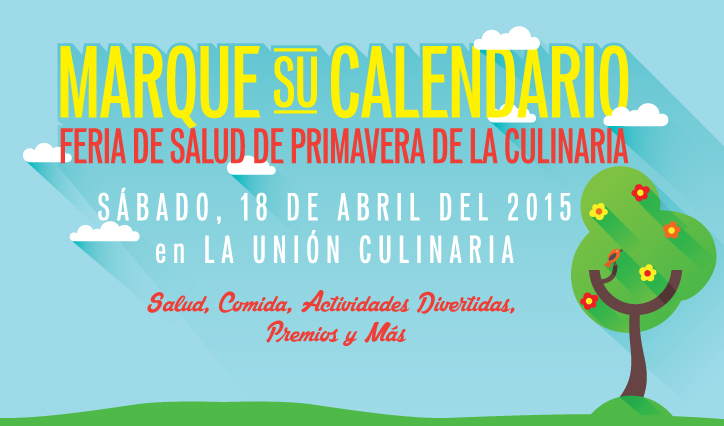 MARQUE SU CALENDARIO
FERIA DE SALUD DE PRIMAVERA DE LA CULINARIA
SÁBADO, 18 DE ABRIL DEL 2015
en LA UNIÓN CULINARIA
Salud, Comida, Actividades Divertidas,
Premios y Más